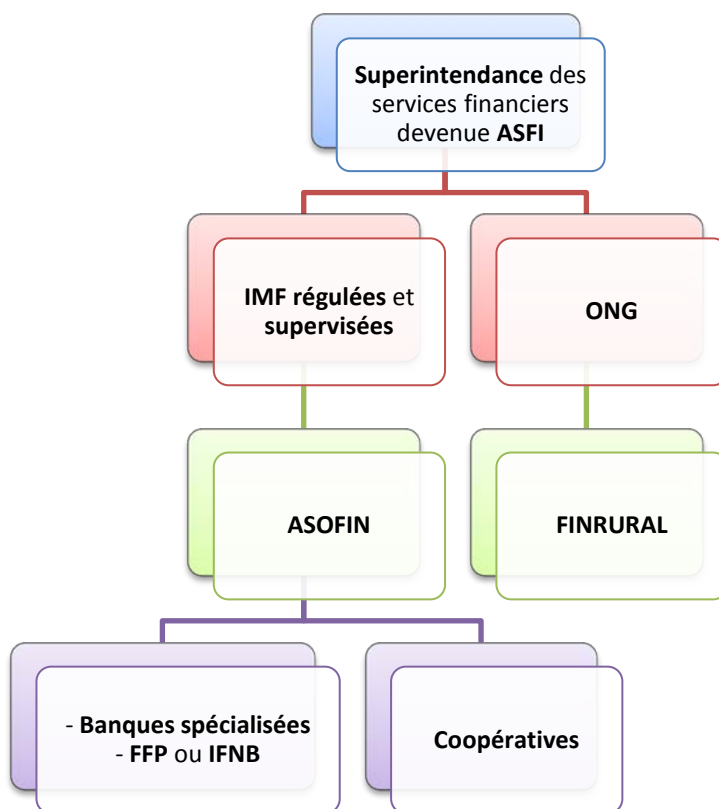 Superintendance des
services financiers
devenue ASFI
IMF régulées et
supervisées
ONG
ASOFIN
FINRURAL
- Banques spécialisées
- FFP ou IFNB
Coopératives